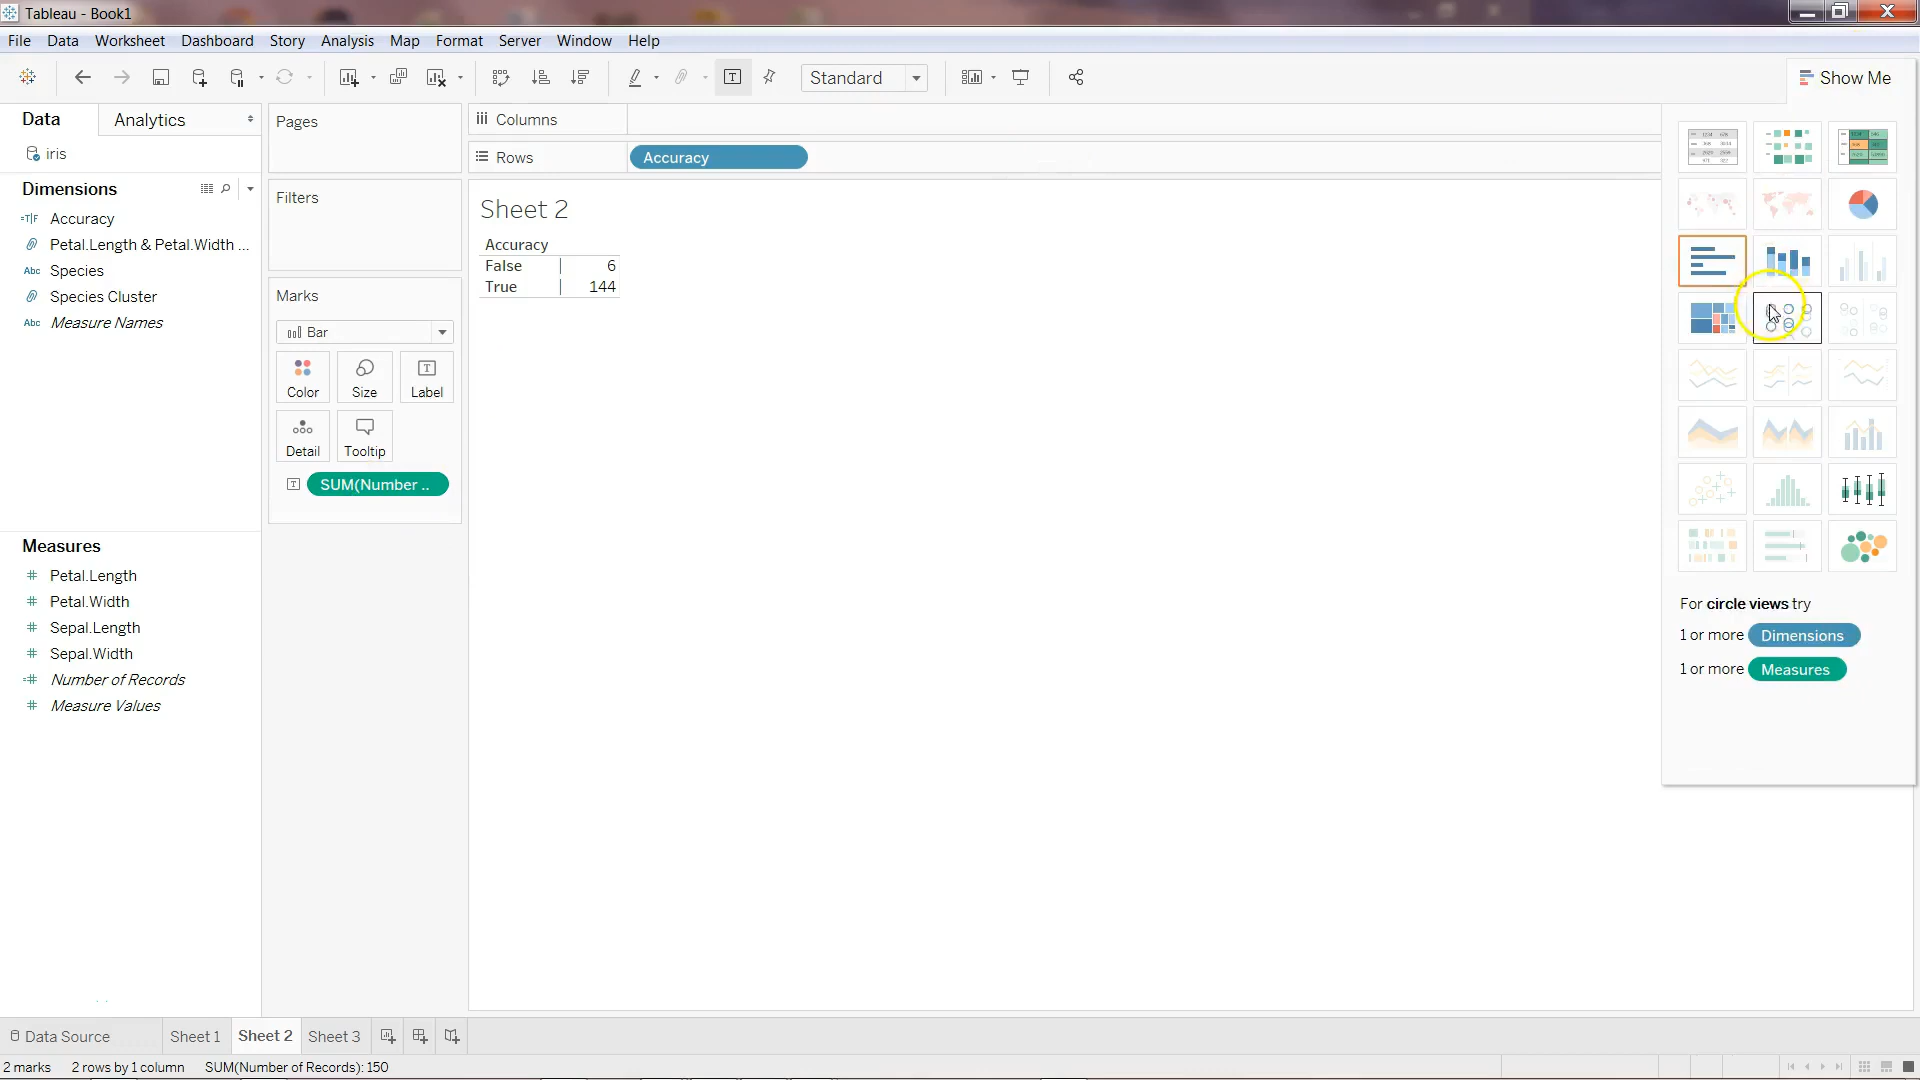 Tableau - Book1
File Data Worksheet Dashboard Story Analysis Map Format Server Window Help
Standard
Show Me
Data
Analytics
iris
Dimensions
Accuracy
Petal.Length & Petal.Width ...
Species
Species Cluster
Measure Names
Measures
Petal.Length
Petal.Width
Sepal.Length
Sepal.Width
Number of Records
Measure Values
Pages
Filters
Marks
Bar
Color
Size
Label
Detail
Tooltip
SUM(Number ..
Columns
Rows
Accuracy
Sheet 2
Accuracy
False 6
True 144
For circle views try
1 or more Dimensions
1 or more Measures
Data Source
Sheet 1
Sheet 2
Sheet 3
2 marks 2 rows by 1 column SUM(Number of Records): 150